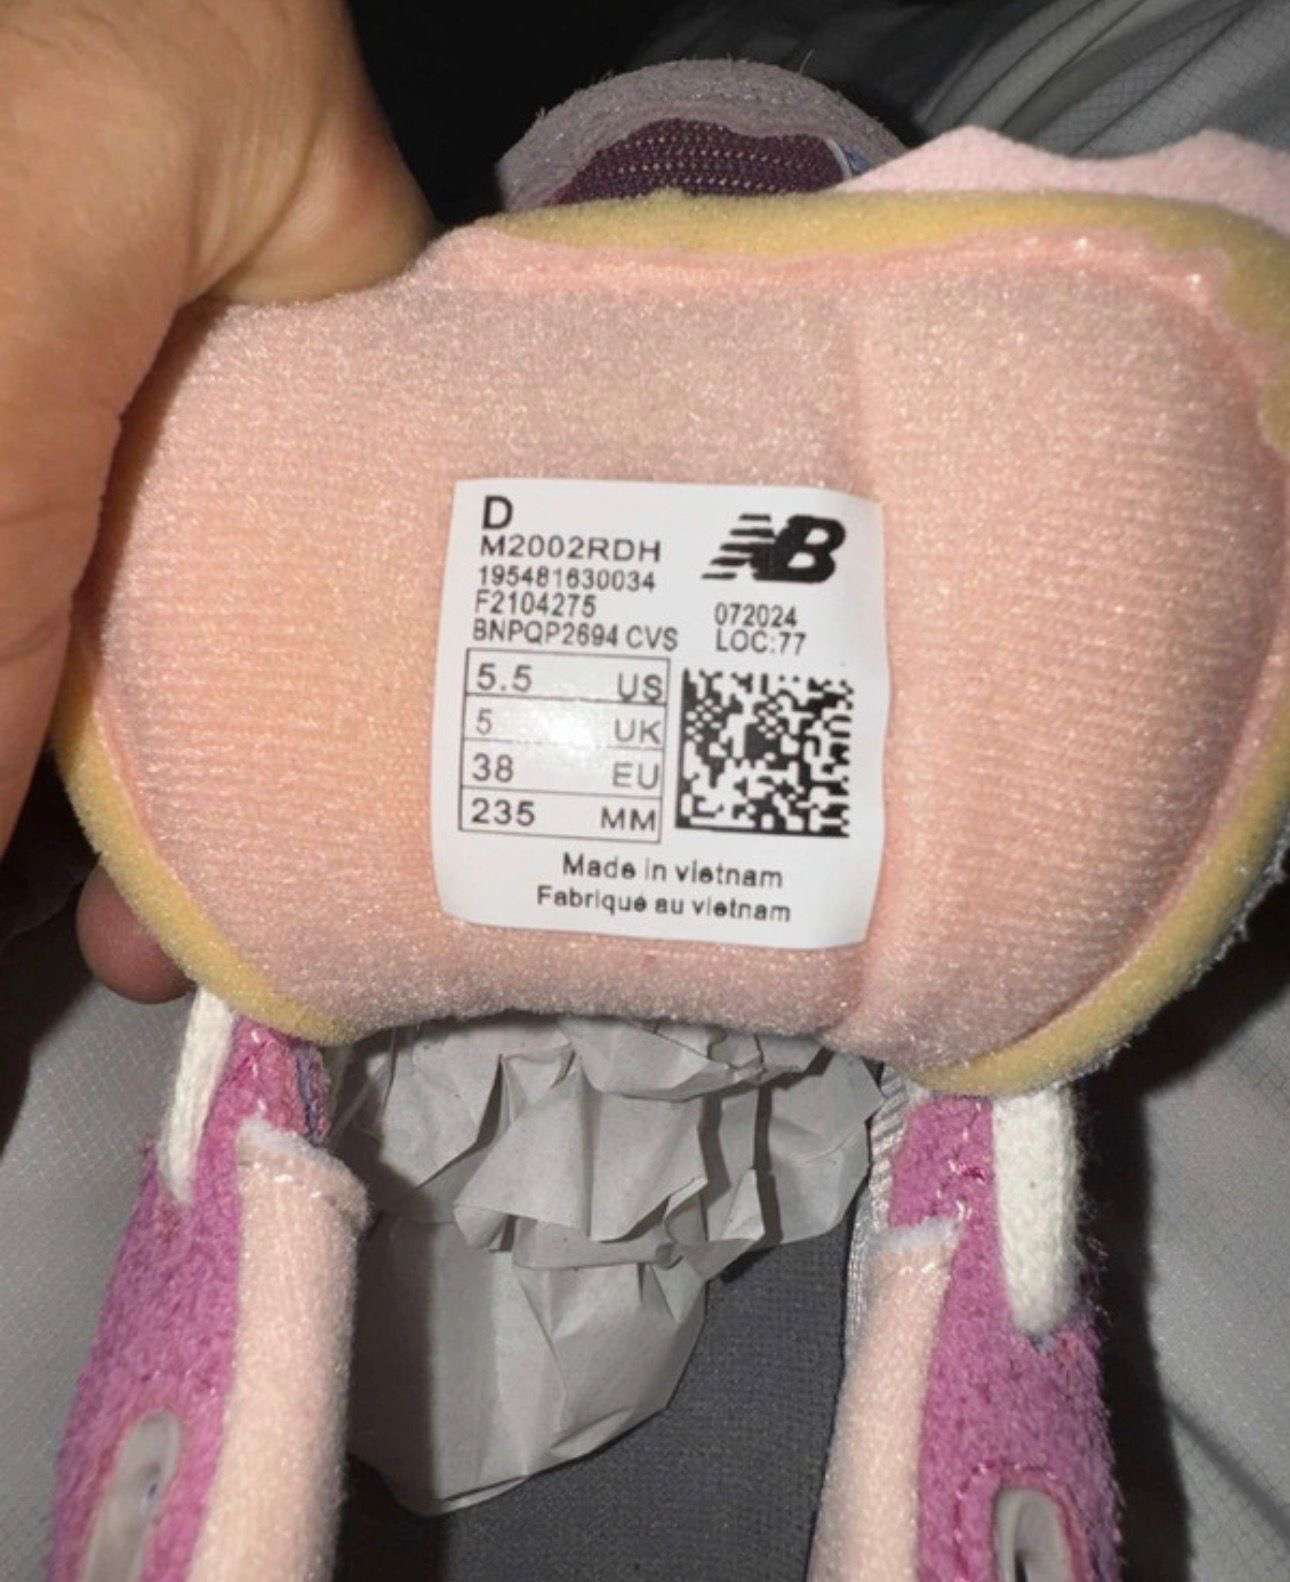 D
M2002RDH
195481630034
F2104275
BNPQP2694 CVS
NB
072024
LOC:77
5.5 US
5 UK
38 EU
235 MM
Made in vietnam
Fabriqué au vietnam